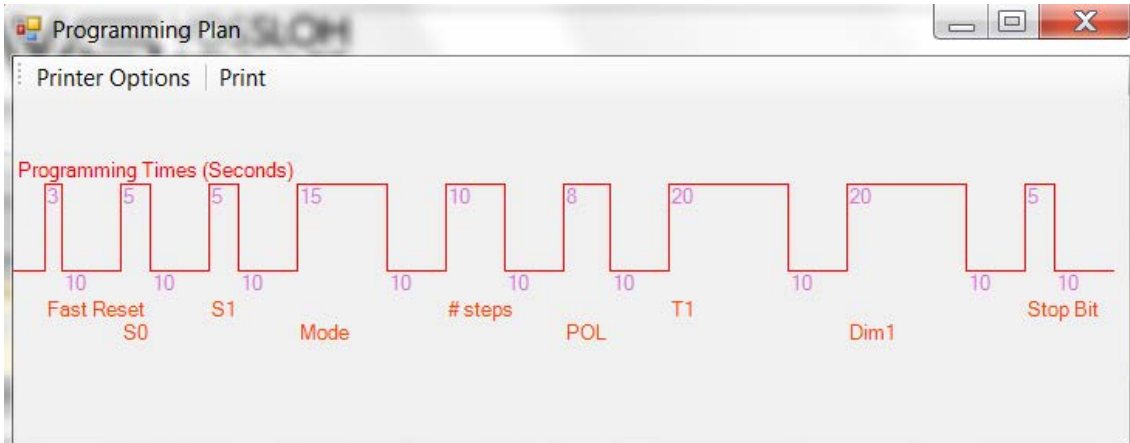 Programming Plan
Printer Options Print
Programming Times (Seconds)
3 5 5 15 10 8 20 20 5
10 10 10 10 10 10 10 10 10
Fast Reset S1 # steps T1 Stop Bit
S0 Mode POL Dim1